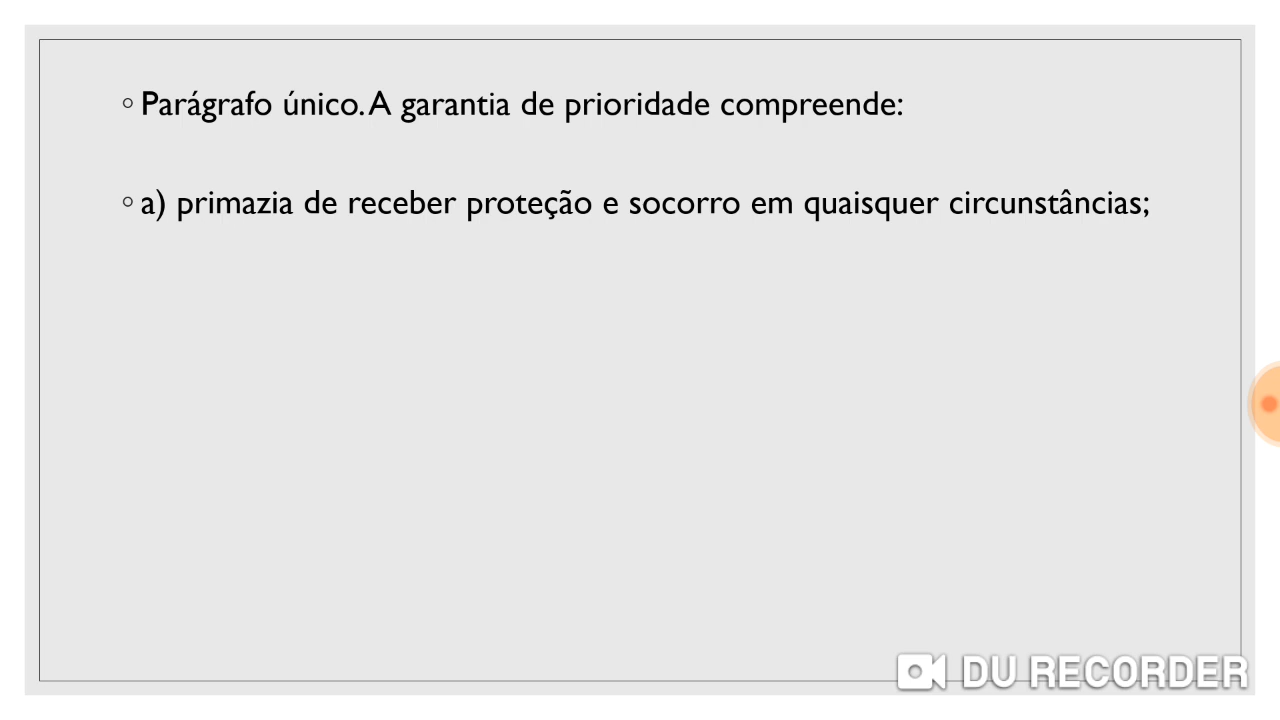 ◦ Parágrafo único. A garantia de prioridade compreende:
◦ a) primazia de receber proteção e socorro em quaisquer circunstâncias;
DU RECORDER